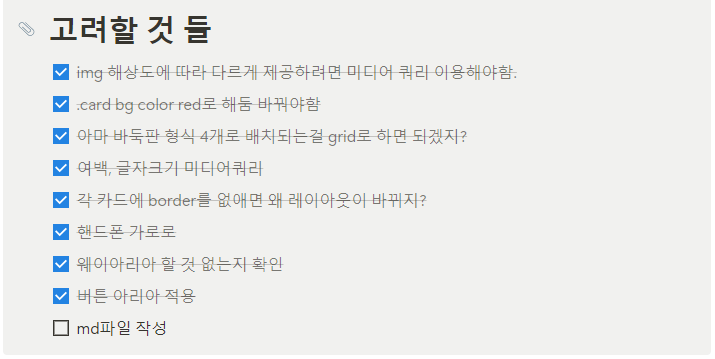 고려할 것 들
img 해상도에 따라 다르게 제공하려면 미디어 쿼리 이용해야함.
.card bg color red로 해둠 바꿔야함
아마 바둑판 형식 4개로 배치되는걸 grid로 하면 되겠지?
여백, 글자크기 미디어쿼리
각 카드에 border를 없애면 왜 레이아웃이 바뀌지?
핸드폰 가로로
웨이아리아 할 것 없는지 확인
버튼 아리아 적용
md파일 작성